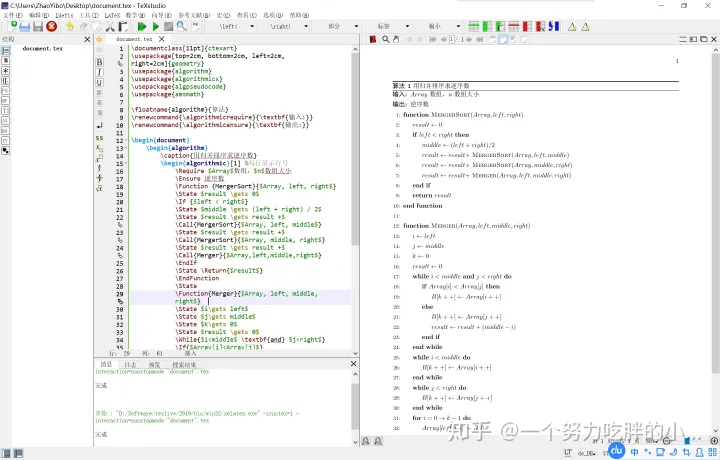 C:\Users\ZhaoYibo\Desktop\document.tex - TeXstudio
文件(F) 编辑(E) Idefix 工具(T) LaTeX 数学(M) 向导(W) 参考文献(B) 宏(C) 查看(V) 选项(O) 帮助(H)
\left( \right) 部分 标签 极小
结构
document.tex
document.tex
1 \documentclass[11pt]{ctexart}
2 \usepackage[top=2cm, bottom=2cm, left=2cm,
right=2cm]{geometry}
3 \usepackage{algorithm}
4 \usepackage{algorithmicx}
5 \usepackage{algpseudocode}
6 \usepackage{amsmath}
7
8 \floatname{algorithm}{算法}
9 \renewcommand{\algorithmicrequire}{\textbf{输入:}}
10 \renewcommand{\algorithmicensure}{\textbf{输出:}}
11
12 \begin{document}
13 \begin{algorithm}
14 \caption{用归并排序求逆序数}
15 \begin{algorithmic}[1] %每行显示行号
16 \Require $Array$数组，$n$数组大小
17 \Ensure 逆序数
18 \Function {MergerSort}{$Array, left, right$}
19 \State $result \gets 0$
20 \If {$left < right$}
21 \State $middle \gets (left + right) / 2$
22 \State $result \gets result +$
\Call{MergerSort}{$Array, left, middle$}
23 \State $result \gets result +$
\Call{MergerSort}{$Array, middle, right$}
24 \State $result \gets result +$
\Call{Merger}{$Array,left,middle,right$}
25 \EndIf
26 \State \Return{$result$}
27 \EndFunction
28 \State
29 \Function{Merger}{$Array, left, middle,
right$}
30 \State $i\gets left$
31 \State $j\gets middle$
32 \State $k\gets 0$
33 \State $result \gets 0$
34 \While{$i<middle$ \textbf{and} $j<right$}
35 \If{$Array[i]<Array[j]$}
行: 29 列: 61 插入
消息 日志 预览 搜索结果
interaction=nonstopmode "document".tex
完成
开始 : "D:/Software/texlive/2019/bin/win32/xelatex.exe" -synctex=1 -
interaction=nonstopmode "document".tex
完成
1
算法 1 用归并排序求逆序数
输入: Array 数组，n 数组大小
输出: 逆序数
1: function MergerSort(Array, left, right)
2: result ← 0
3: if left < right then
4: middle ← (left + right)/2
5: result ← result + MergerSort(Array, left, middle)
6: result ← result + MergerSort(Array, middle, right)
7: result ← result + Merger(Array, left, middle, right)
8: end if
9: return result
10: end function
11:
12: function Merger(Array, left, middle, right)
13: i ← left
14: j ← middle
15: k ← 0
16: result ← 0
17: while i < middle and j < right do
18: if Array[i] < Array[j] then
19: B[k + +] ← Array[i + +]
20: else
21: B[k + +] ← Array[j + +]
22: result ← result + (middle − i)
23: end if
24: end while
25: while i < middle do
26: B[k + +] ← Array[i + +]
27: end while
28: while j < right do
29: B[k + +] ← Array[j + +]
30: end while
31: for i = 0 → k − 1 do
32:
知乎 @一个努力吃胖的小
de_DE
du 中